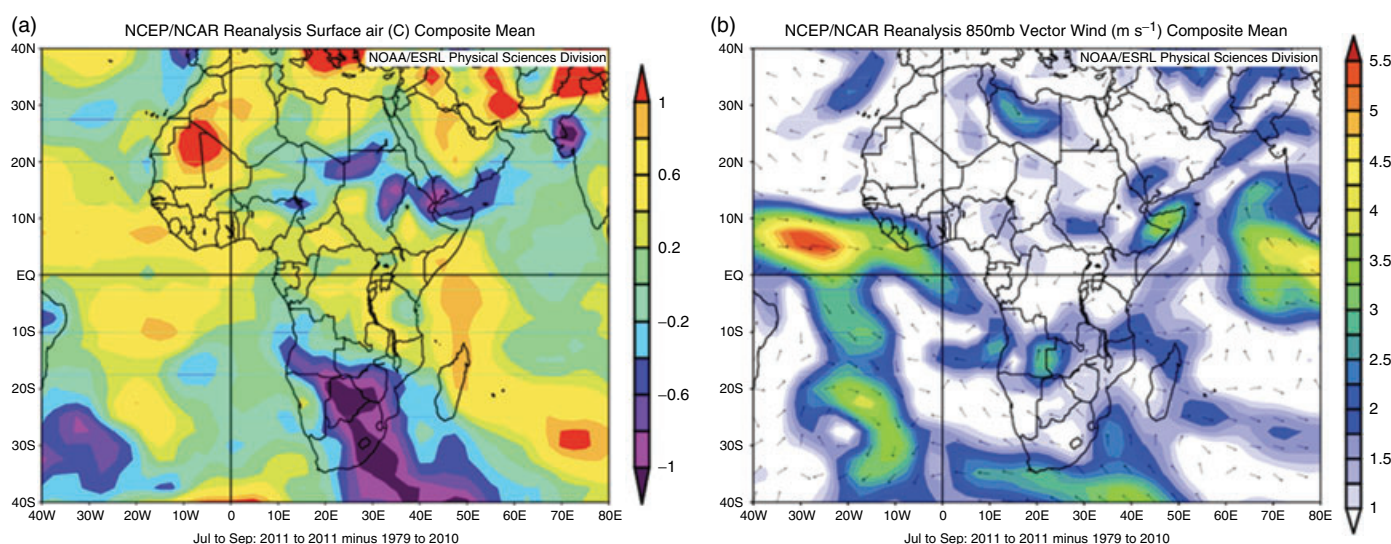 (a)
NCEP/NCAR Reanalysis Surface air (C) Composite Mean
NOAA/ESRL Physical Sciences Division
40N
30N
20N
10N
EQ
10S
20S
30S
40S
40W 30W 20W 10W 0 10E 20E 30E 40E 50E 60E 70E 80E
Jul to Sep: 2011 to 2011 minus 1979 to 2010
1
0.6
0.2
−0.2
−0.6
−1
(b)
NCEP/NCAR Reanalysis 850mb Vector Wind (m s−1) Composite Mean
NOAA/ESRL Physical Sciences Division
40N
30N
20N
10N
EQ
10S
20S
30S
40S
40W 30W 20W 10W 0 10E 20E 30E 40E 50E 60E 70E 80E
Jul to Sep: 2011 to 2011 minus 1979 to 2010
5.5
5
4.5
4
3.5
3
2.5
2
1.5
1